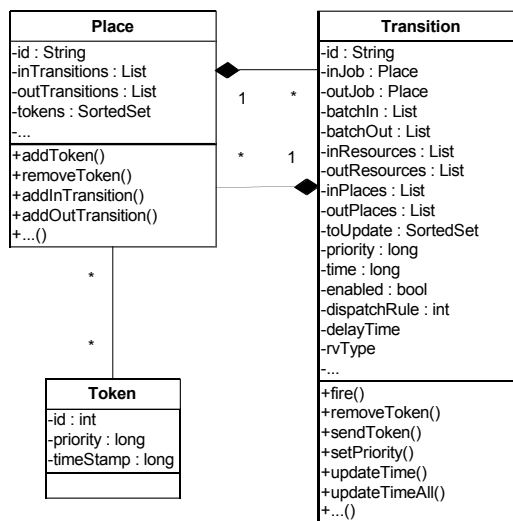 Place
-id : String
-inTransitions : List
-outTransitions : List
-tokens : SortedSet
-...
+addToken()
+removeToken()
+addInTransition()
+addOutTransition()
+...()
1
*
*
1
Transition
-id : String
-inJob : Place
-outJob : Place
-batchIn : List
-batchOut : List
-inResources : List
-outResources : List
-inPlaces : List
-outPlaces : List
-toUpdate : SortedSet
-priority : long
-time : long
-enabled : bool
-dispatchRule : int
-delayTime
-rvType
-...
+fire()
+removeToken()
+sendToken()
+setPriority()
+updateTime()
+updateTimeAll()
+...()
*
*
Token
-id : int
-priority : long
-timeStamp : long